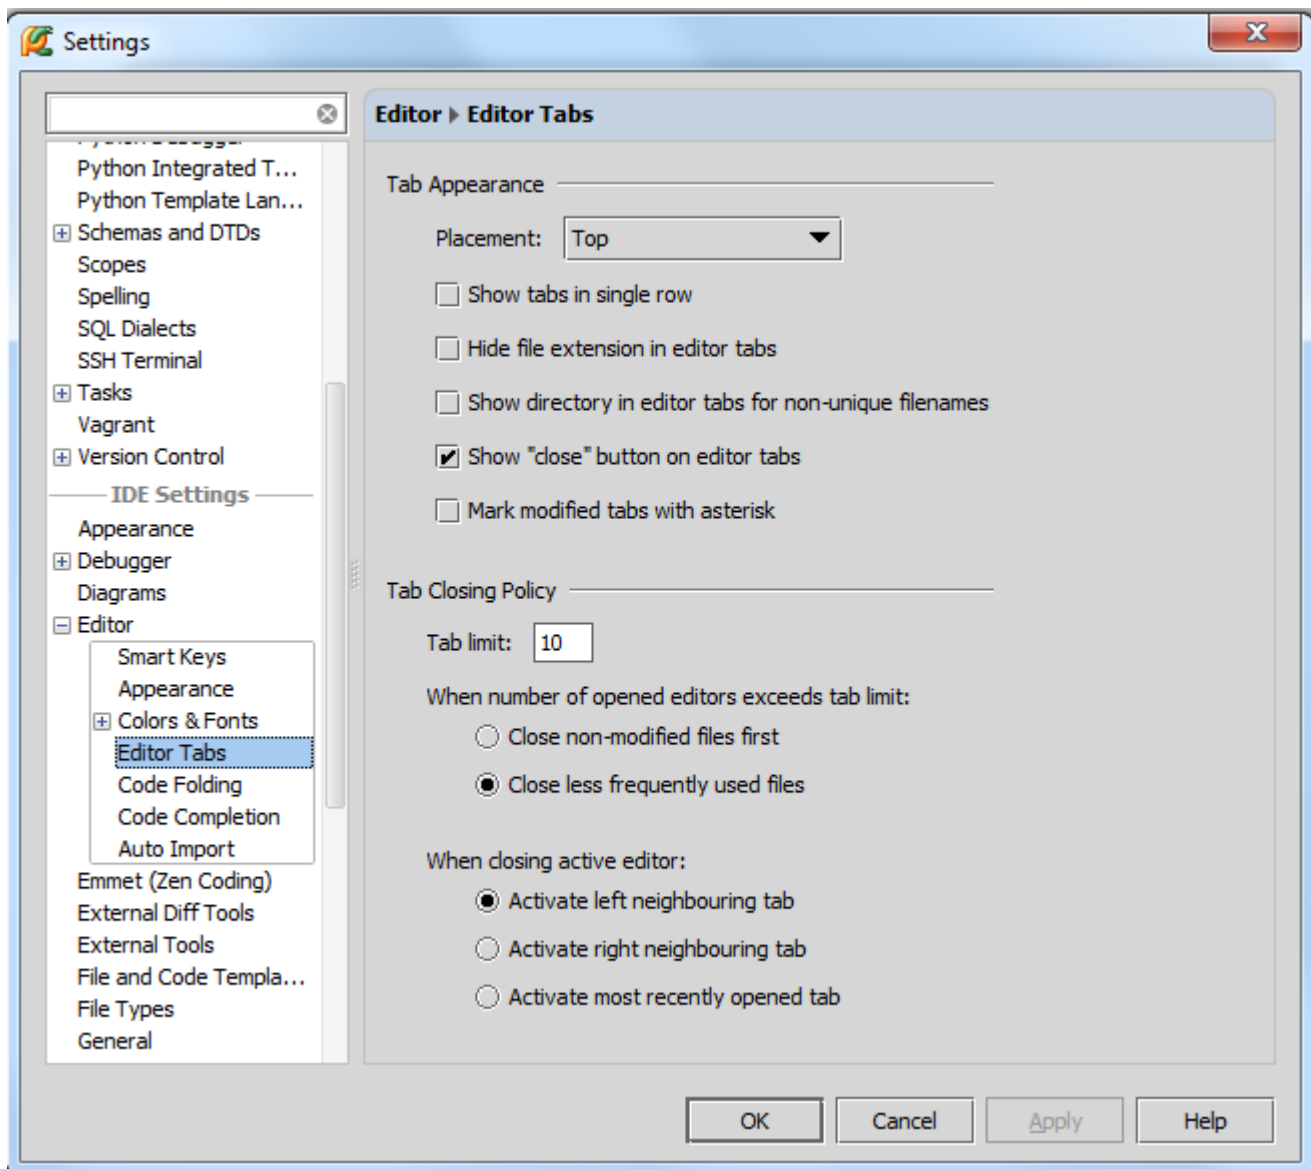 Settings
Python Integrated T...
Python Template Lan...
Schemas and DTDs
Scopes
Spelling
SQL Dialects
SSH Terminal
Tasks
Vagrant
Version Control
IDE Settings
Appearance
Debugger
Diagrams
Editor
Smart Keys
Appearance
Colors & Fonts
Editor Tabs
Code Folding
Code Completion
Auto Import
Emmet (Zen Coding)
External Diff Tools
External Tools
File and Code Templa...
File Types
General
Editor ▶ Editor Tabs
Tab Appearance
Placement: Top
Show tabs in single row
Hide file extension in editor tabs
Show directory in editor tabs for non-unique filenames
Show "close" button on editor tabs
Mark modified tabs with asterisk
Tab Closing Policy
Tab limit: 10
When number of opened editors exceeds tab limit:
Close non-modified files first
Close less frequently used files
When closing active editor:
Activate left neighbouring tab
Activate right neighbouring tab
Activate most recently opened tab
OK Cancel Apply Help